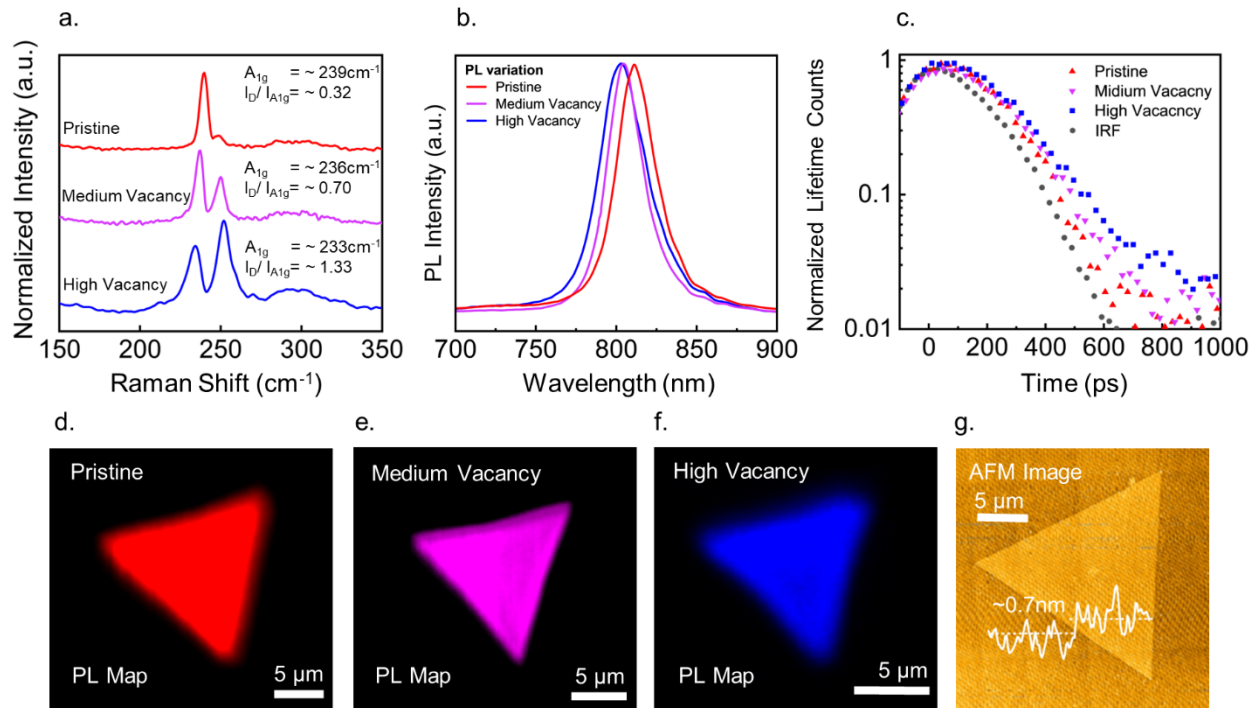 a.
Normalized Intensity (a.u.)
A1g = ~ 239cm-1
ID/ IA1g= ~ 0.32
Pristine
A1g = ~ 236cm-1
ID/ IA1g= ~ 0.70
Medium Vacancy
A1g = ~ 233cm-1
ID/ IA1g= ~ 1.33
High Vacancy
150 200 250 300 350
Raman Shift (cm-1)
b.
PL Intensity (a.u.)
PL variation
Pristine
Medium Vacancy
High Vacancy
700 750 800 850 900
Wavelength (nm)
c.
Normalized Lifetime Counts
1
0.1
0.01
Pristine
Midium Vacacny
High Vacacncy
IRF
0 200 400 600 800 1000
Time (ps)
d.
Pristine
PL Map
5 μm
e.
Medium Vacancy
PL Map
5 μm
f.
High Vacancy
PL Map
5 μm
g.
AFM Image
5 μm
~0.7nm